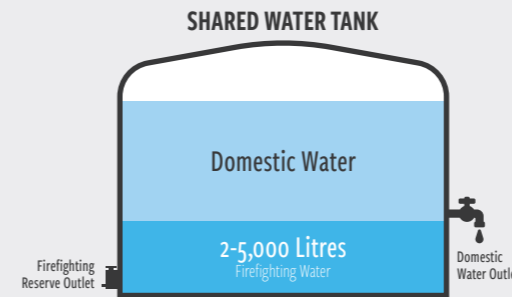 SHARED WATER TANK
Domestic Water
2-5,000 Litres
Firefighting Water
Firefighting
Reserve Outlet
Domestic
Water Outle